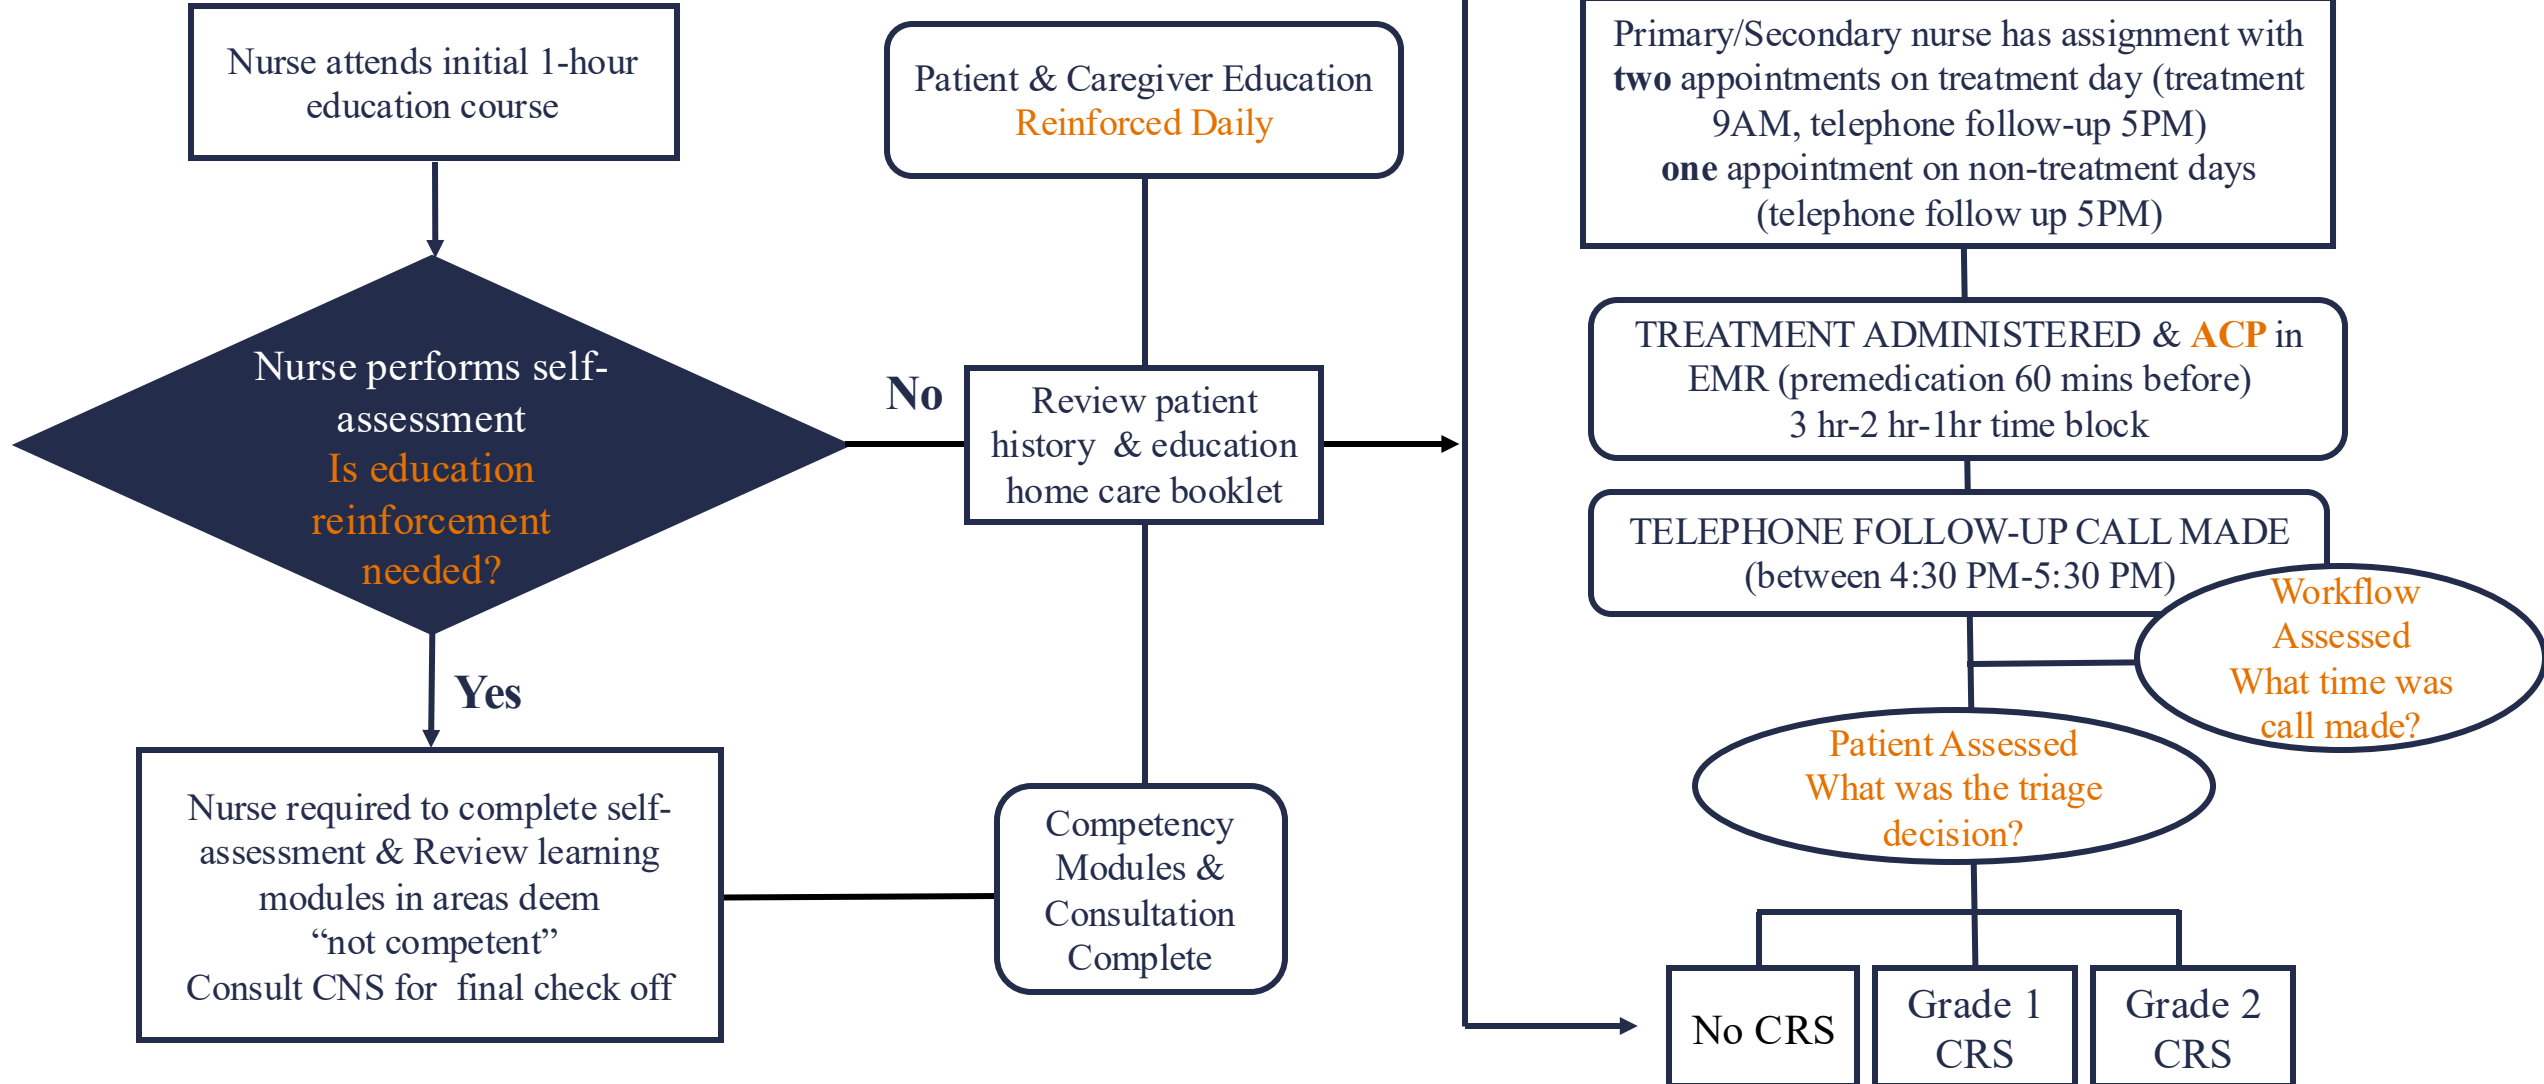 Nurse attends initial 1-hour
education course
Nurse performs self-
assessment
Is education
reinforcement
needed?
No
Yes
Nurse required to complete self-
assessment & Review learning
modules in areas deem
“not competent”
Consult CNS for final check off
Patient & Caregiver Education
Reinforced Daily
Review patient
history & education
home care booklet
Competency
Modules &
Consultation
Complete
Primary/Secondary nurse has assignment with
two appointments on treatment day (treatment
9AM, telephone follow-up 5PM)
one appointment on non-treatment days
(telephone follow up 5PM)
TREATMENT ADMINISTERED & ACP in
EMR (premedication 60 mins before)
3 hr-2 hr-1hr time block
TELEPHONE FOLLOW-UP CALL MADE
(between 4:30 PM-5:30 PM)
Workflow
Assessed
What time was
call made?
Patient Assessed
What was the triage
decision?
No CRS
Grade 1
CRS
Grade 2
CRS